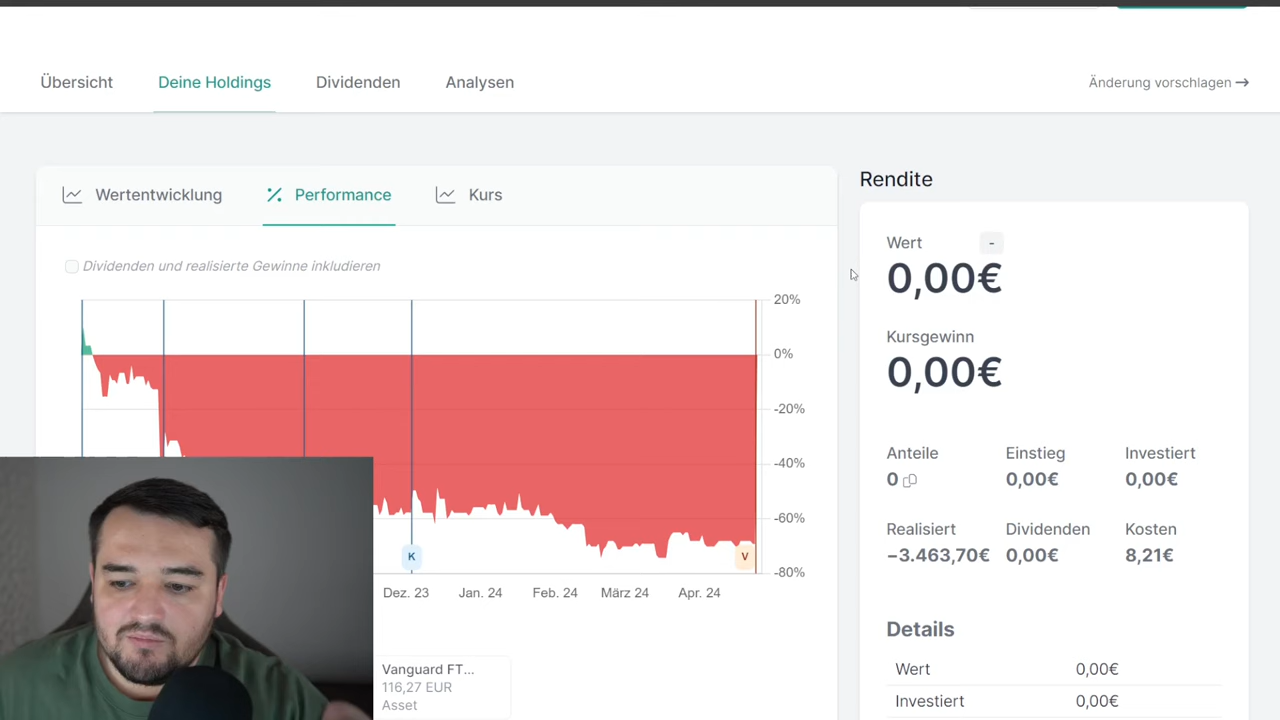 Übersicht
Deine Holdings
Dividenden
Analysen
Änderung vorschlagen →
Wertentwicklung
Performance
Kurs
Dividenden und realisierte Gewinne inkludieren
20%
0%
-20%
-40%
-60%
-80%
K
V
Dez. 23
Jan. 24
Feb. 24
März 24
Apr. 24
Vanguard FT...
116,27 EUR
Asset
Rendite
Wert -
0,00€
Kursgewinn
0,00€
Anteile Einstieg Investiert
0 0,00€ 0,00€
Realisiert Dividenden Kosten
−3.463,70€ 0,00€ 8,21€
Details
Wert 0,00€
Investiert 0,00€